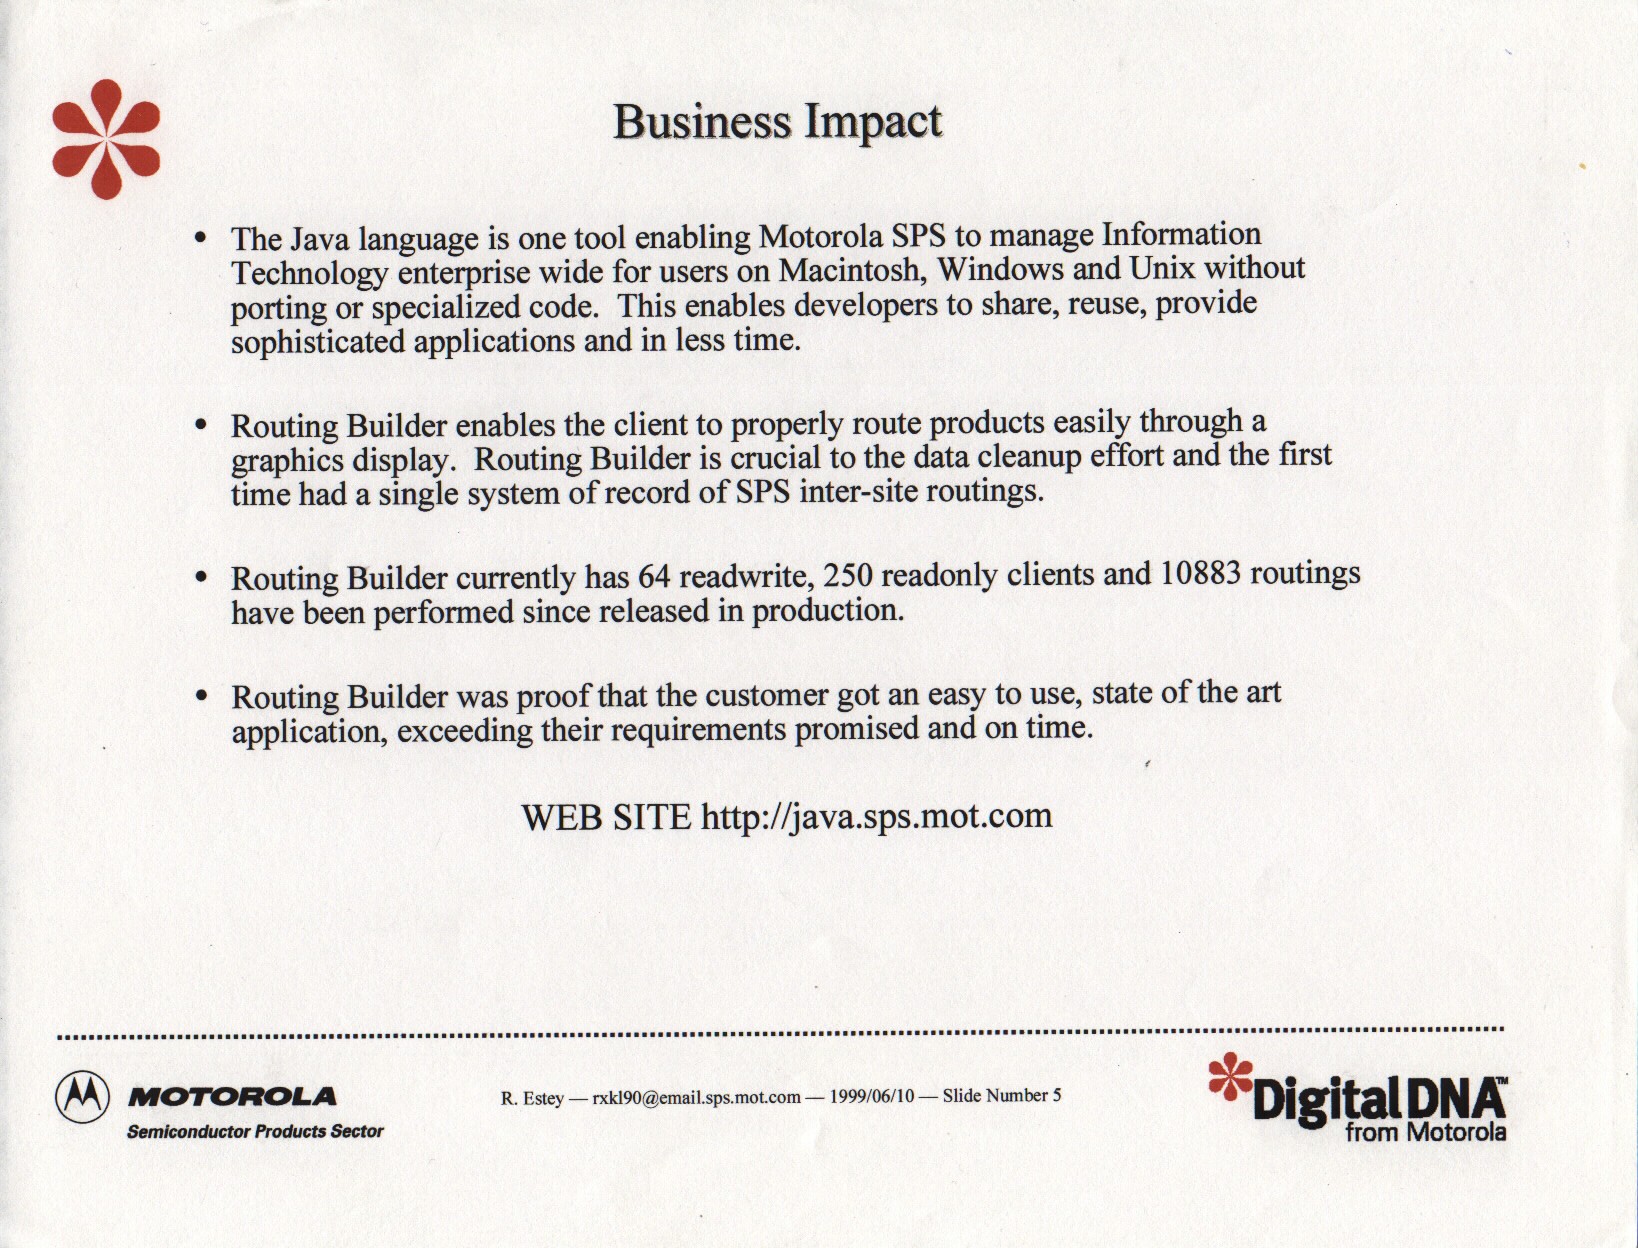 Business Impact
• The Java language is one tool enabling Motorola SPS to manage Information
Technology enterprise wide for users on Macintosh, Windows and Unix without
porting or specialized code.  This enables developers to share, reuse, provide
sophisticated applications and in less time.
• Routing Builder enables the client to properly route products easily through a
graphics display.  Routing Builder is crucial to the data cleanup effort and the first
time had a single system of record of SPS inter-site routings.
• Routing Builder currently has 64 readwrite, 250 readonly clients and 10883 routings
have been performed since released in production.
• Routing Builder was proof that the customer got an easy to use, state of the art
application, exceeding their requirements promised and on time.
WEB SITE http://java.sps.mot.com
MOTOROLA
Semiconductor Products Sector
R. Estey — rxkl90@email.sps.mot.com — 1999/06/10 — Slide Number 5
DigitalDNA™
from Motorola